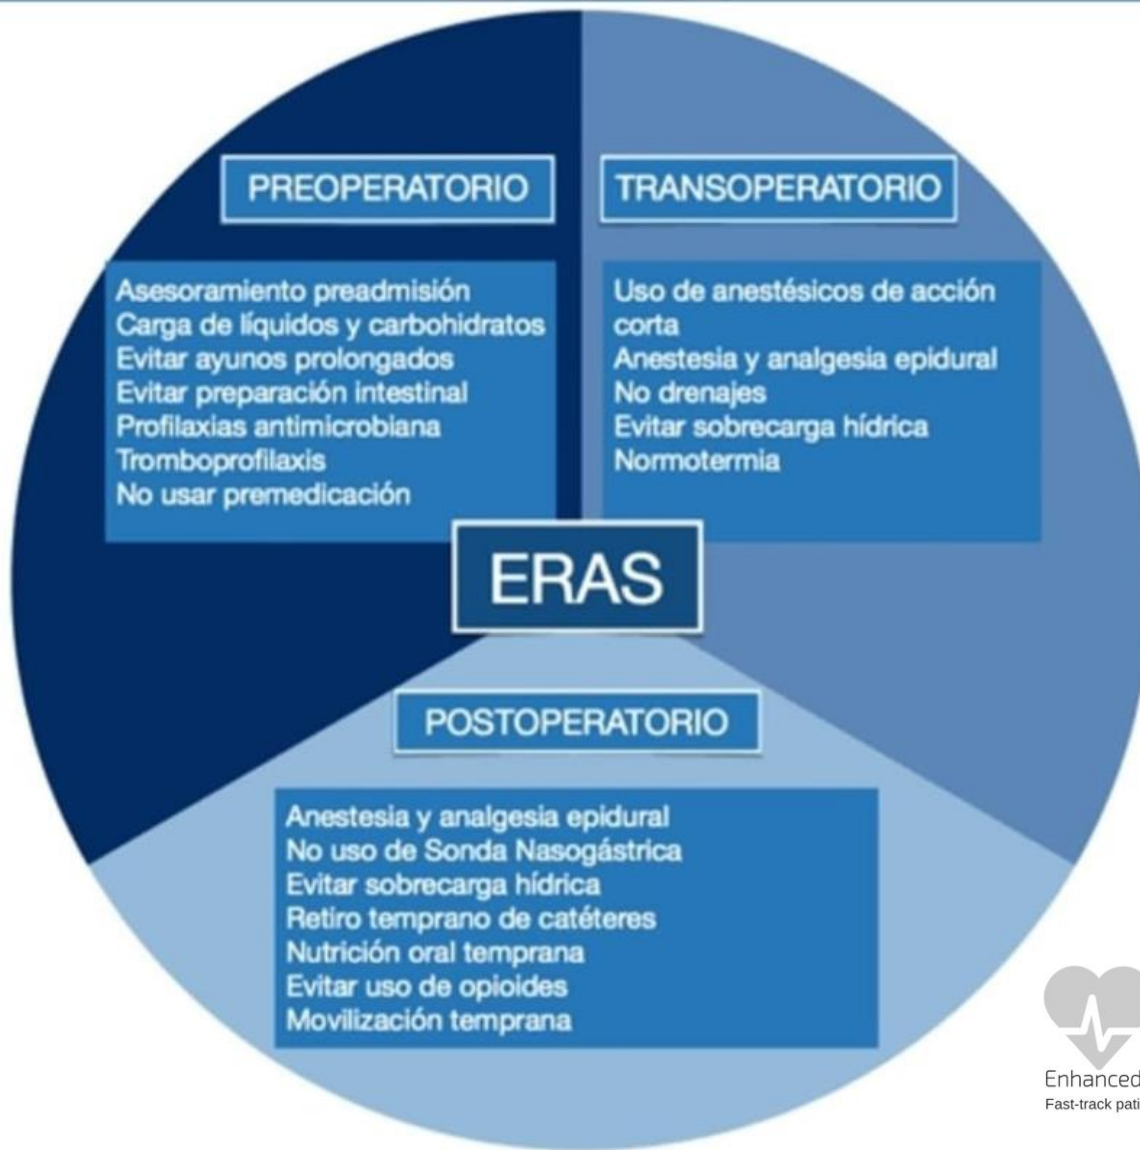 PREOPERATORIO
Asesoramiento preadmisión
Carga de líquidos y carbohidratos
Evitar ayunos prolongados
Evitar preparación intestinal
Profilaxias antimicrobiana
Tromboprofilaxis
No usar premedicación
TRANSOPERATORIO
Uso de anestésicos de acción
corta
Anestesia y analgesia epidural
No drenajes
Evitar sobrecarga hídrica
Normotermia
ERAS
POSTOPERATORIO
Anestesia y analgesia epidural
No uso de Sonda Nasogástrica
Evitar sobrecarga hídrica
Retiro temprano de catéteres
Nutrición oral temprana
Evitar uso de opioides
Movilización temprana
Enhanced
Fast-track